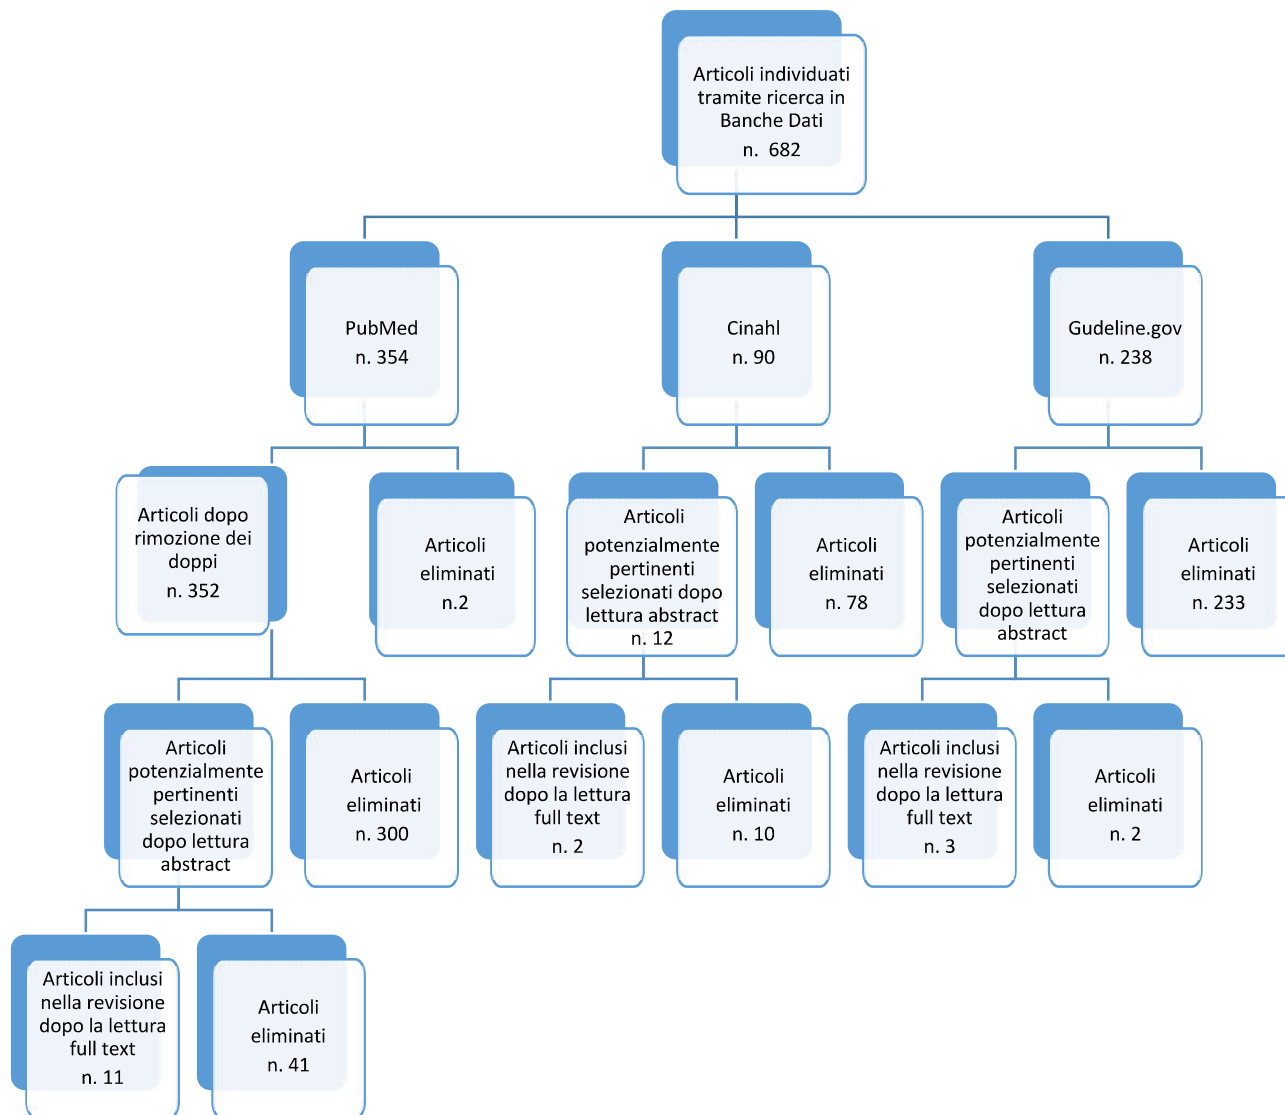 Articoli individuati
tramite ricerca in
Banche Dati
n. 682
PubMed
n. 354
Cinahl
n. 90
Gudeline.gov
n. 238
Articoli dopo
rimozione dei
doppi
n. 352
Articoli
eliminati
n.2
Articoli
potenzialmente
pertinenti
selezionati dopo
lettura abstract
n. 12
Articoli
eliminati
n. 78
Articoli
potenzialmente
pertinenti
selezionati
dopo lettura
abstract
Articoli
eliminati
n. 233
Articoli
potenzialmente
pertinenti
selezionati
dopo lettura
abstract
Articoli
eliminati
n. 300
Articoli inclusi
nella revisione
dopo la lettura
full text
n. 2
Articoli
eliminati
n. 10
Articoli inclusi
nella revisione
dopo la lettura
full text
n. 3
Articoli
eliminati
n. 2
Articoli inclusi
nella revisione
dopo la lettura
full text
n. 11
Articoli
eliminati
n. 41